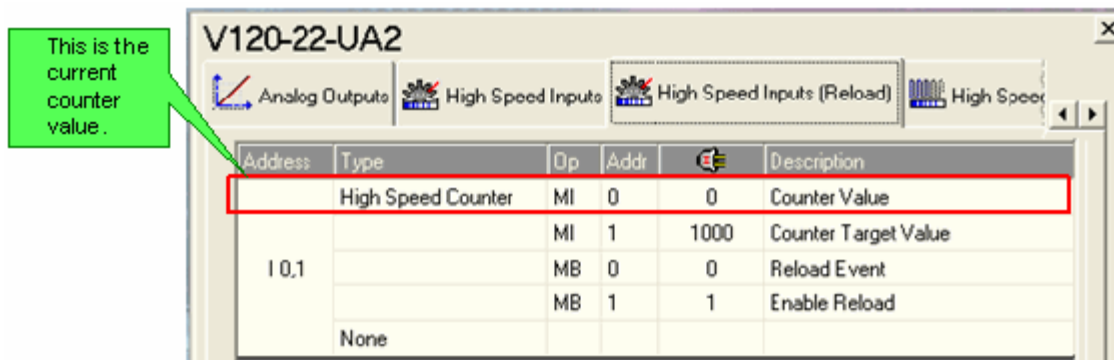 This is the
current
counter
value.
V120-22-UA2
Analog Outputs High Speed Inputs High Speed Inputs (Reload) High Speed
Address Type Op Addr Description
High Speed Counter MI 0 0 Counter Value
MI 1 1000 Counter Target Value
I 0,1 MB 0 0 Reload Event
MB 1 1 Enable Reload
None